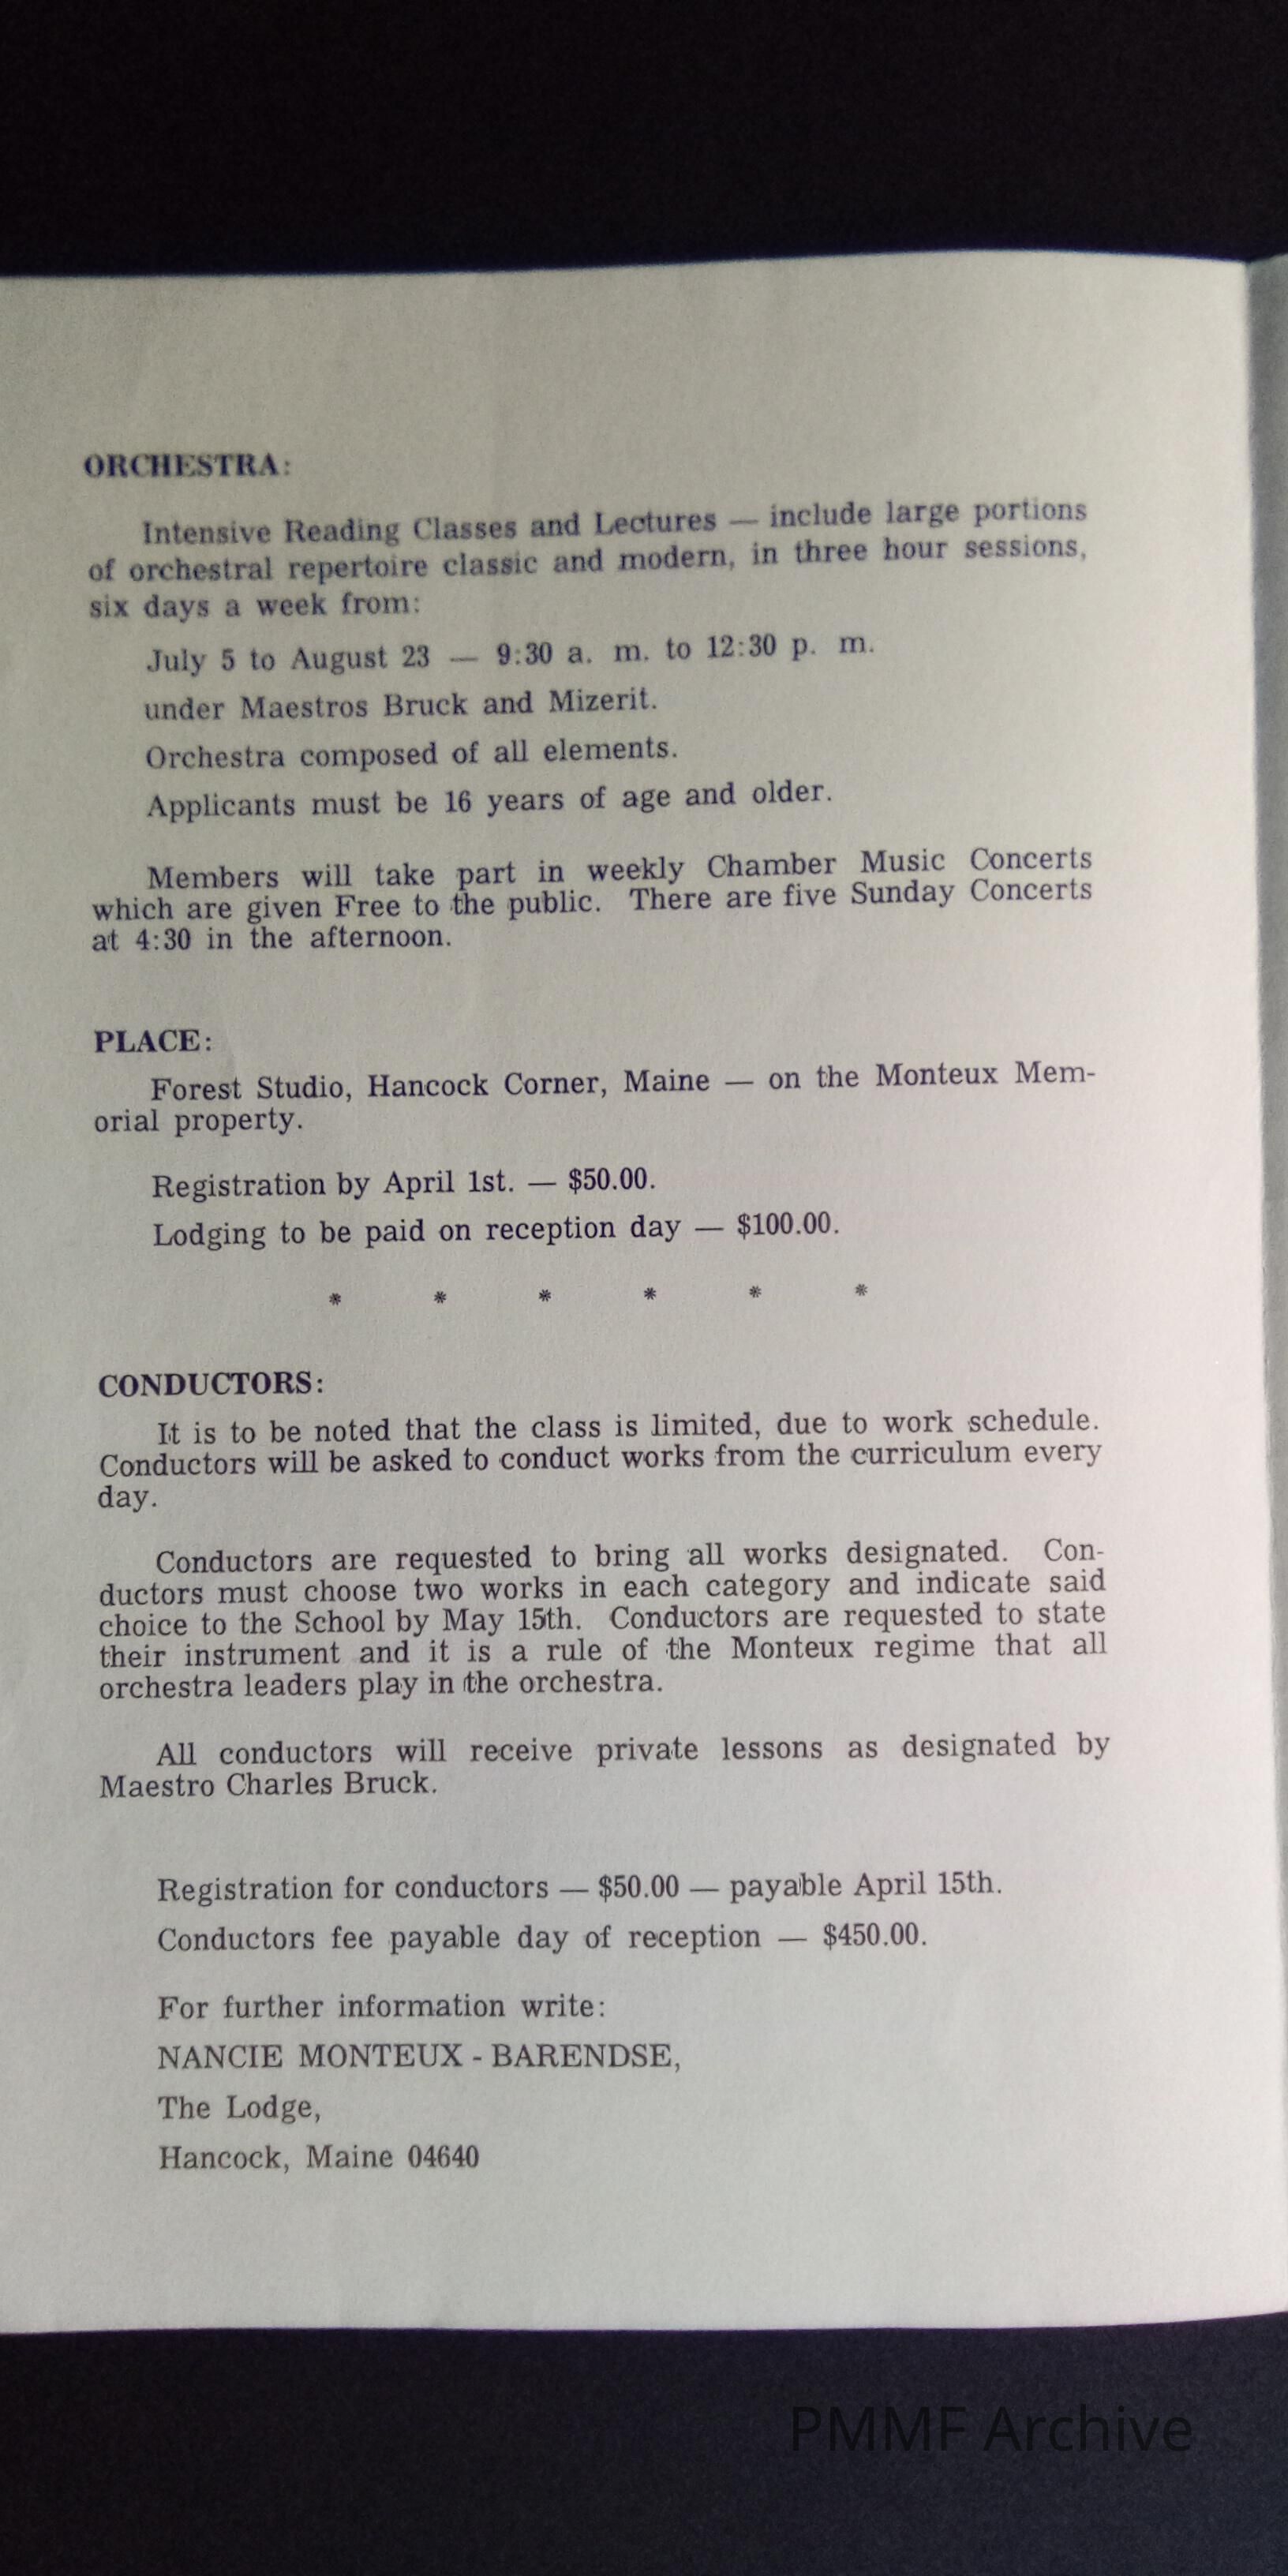 ORCHESTRA:
Intensive Reading Classes and Lectures — include large portions
of orchestral repertoire classic and modern, in three hour sessions,
six days a week from:
July 5 to August 23 — 9:30 a. m. to 12:30 p. m.
under Maestros Bruck and Mizerit.
Orchestra composed of all elements.
Applicants must be 16 years of age and older.
Members will take part in weekly Chamber Music Concerts
which are given Free to the public. There are five Sunday Concerts
at 4:30 in the afternoon.
PLACE:
Forest Studio, Hancock Corner, Maine — on the Monteux Mem-
orial property.
Registration by April 1st. — $50.00.
Lodging to be paid on reception day — $100.00.
* * * * * *
CONDUCTORS:
It is to be noted that the class is limited, due to work schedule.
Conductors will be asked to conduct works from the curriculum every
day.
Conductors are requested to bring all works designated. Con-
ductors must choose two works in each category and indicate said
choice to the School by May 15th. Conductors are requested to state
their instrument and it is a rule of the Monteux regime that all
orchestra leaders play in the orchestra.
All conductors will receive private lessons as designated by
Maestro Charles Bruck.
Registration for conductors — $50.00 — payable April 15th.
Conductors fee payable day of reception — $450.00.
For further information write:
NANCIE MONTEUX - BARENDSE,
The Lodge,
Hancock, Maine 04640
PMMF Archive